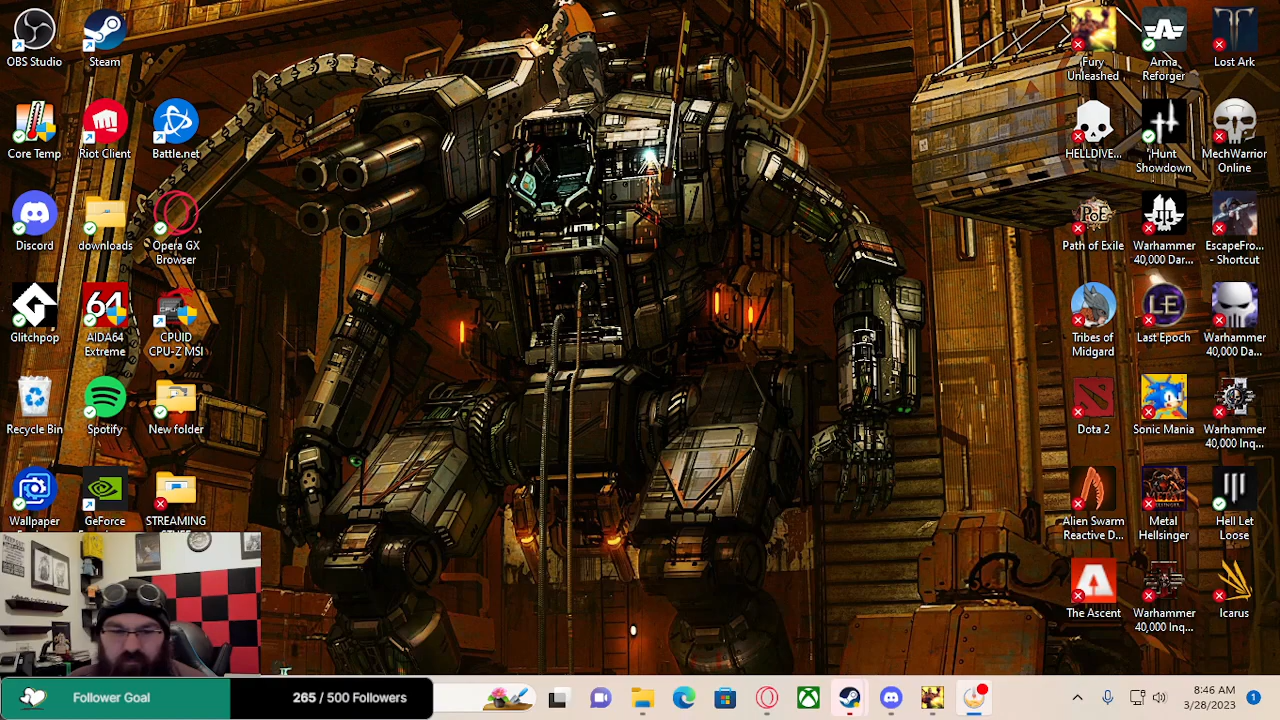 OBS Studio
Steam
Core Temp
Riot Client
Battle.net
Discord
downloads
Opera GX
Browser
64
Glitchpop
AIDA64
Extreme
CPUID
CPU-Z MSI
Recycle Bin
Spotify
New folder
Wallpaper
GeForce
STREAMING
Fury
Unleashed
Arma
Reforger
Lost Ark
HELLDIVE...
Hunt
Showdown
MechWarrior
Online
PoE
Path of Exile
Warhammer
40,000 Dar...
EscapeFro...
- Shortcut
LE
Tribes of
Midgard
Last Epoch
Warhammer
40,000 Da...
Dota 2
Sonic Mania
Warhammer
40,000 Inq...
Alien Swarm
Reactive D...
Metal
Hellsinger
Hell Let
Loose
The Ascent
Warhammer
40,000 Inq...
Icarus
Follower Goal
265 / 500 Followers
8:46 AM
3/28/2023
1